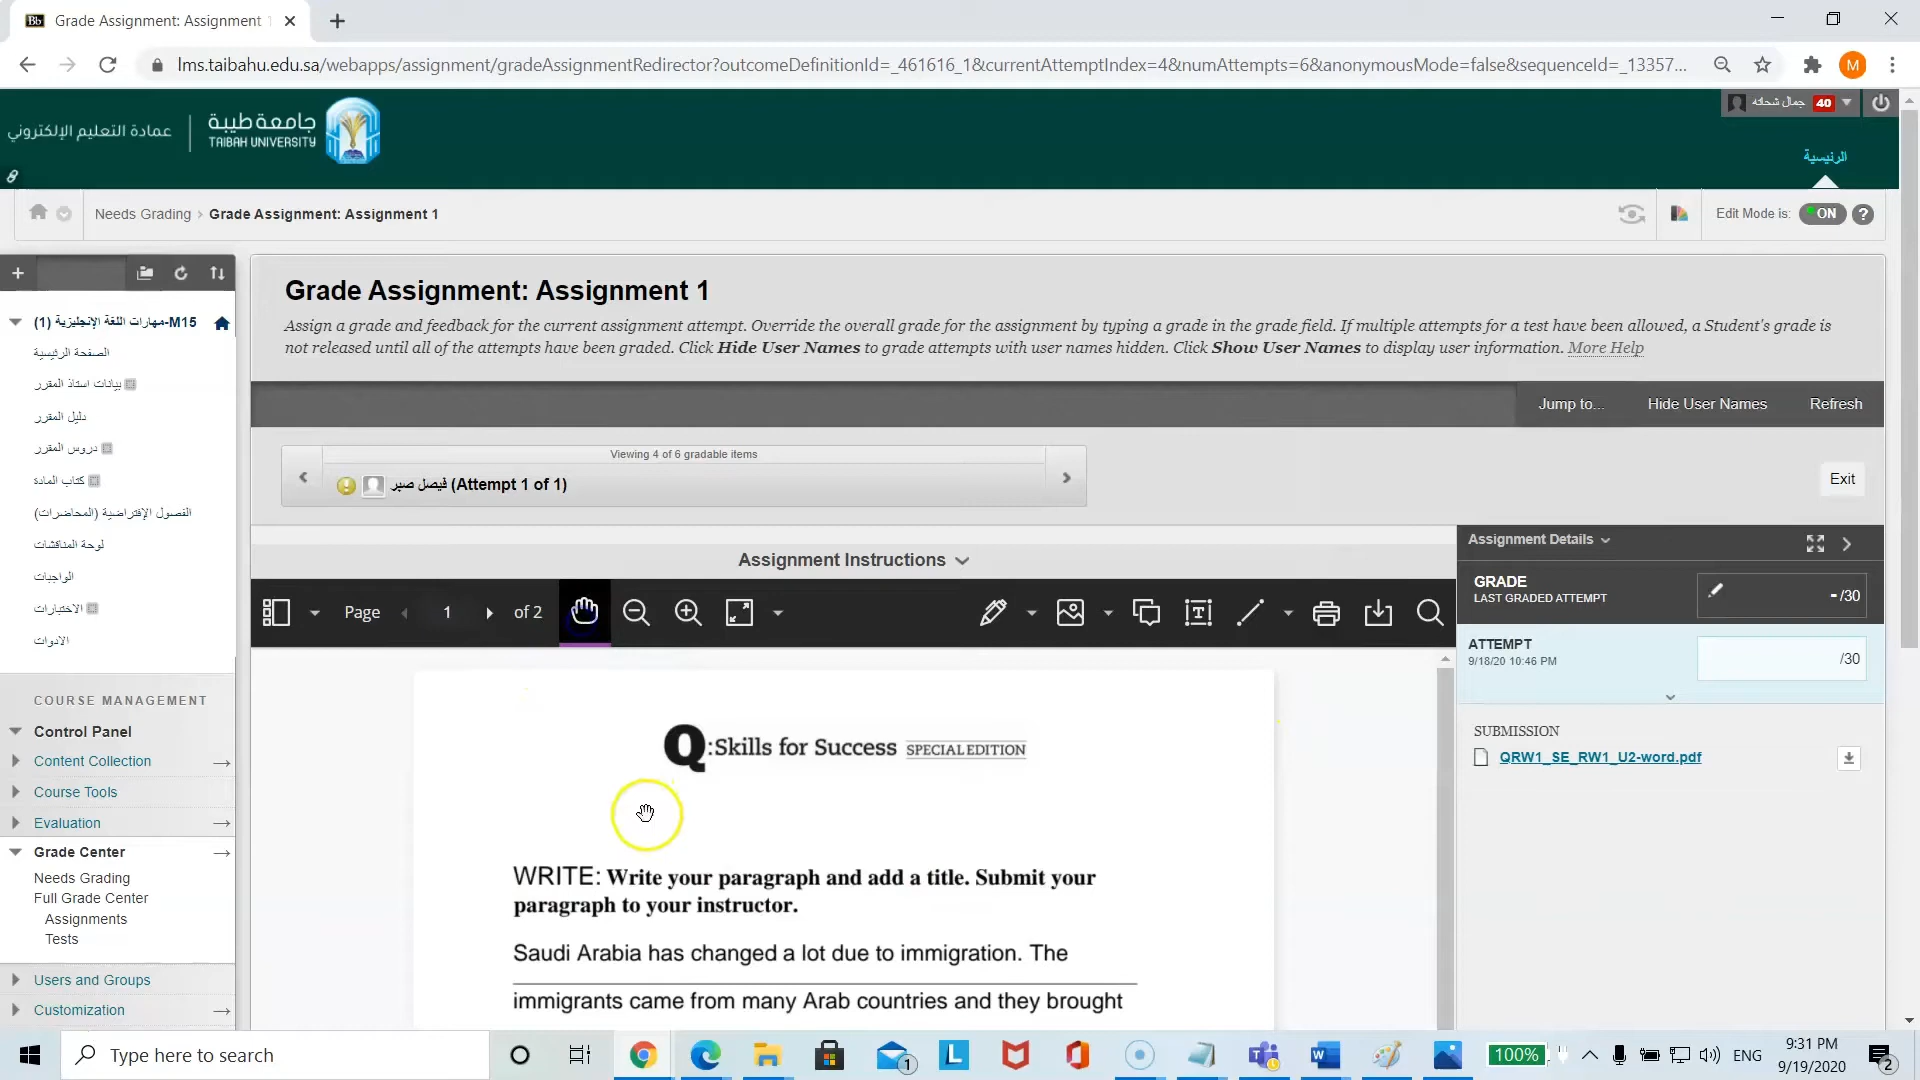 Grade Assignment: Assignment 1
lms.taibahu.edu.sa/webapps/assignment/gradeAssignmentRedirector?outcomeDefinitionId=_461616_1&currentAttemptIndex=4&numAttempts=6&anonymousMode=false&sequenceId=_13357...
M
جمال شحاته 40
عمادة التعليم الإلكتروني
جامعة طيبة
TAIBAH UNIVERSITY
الرئيسية
Needs Grading > Grade Assignment: Assignment 1
Edit Mode is: ON ?
M15-مهارات اللغة الإنجليزية (1)
الصفحة الرئيسية
بيانات استاذ المقرر
دليل المقرر
دروس المقرر
كتاب المادة
الفصول الإفتراضية (المحاضرات)
لوحة المناقشات
الواجبات
الاختبارات
الادوات
COURSE MANAGEMENT
Control Panel
Content Collection
Course Tools
Evaluation
Grade Center
Needs Grading
Full Grade Center
Assignments
Tests
Users and Groups
Customization
Grade Assignment: Assignment 1
Assign a grade and feedback for the current assignment attempt. Override the overall grade for the assignment by typing a grade in the grade field. If multiple attempts for a test have been allowed, a Student's grade is
not released until all of the attempts have been graded. Click Hide User Names to grade attempts with user names hidden. Click Show User Names to display user information. More Help
Jump to... Hide User Names Refresh
Viewing 4 of 6 gradable items
فيصل صبر (Attempt 1 of 1)
Exit
Assignment Instructions
Page 1 of 2
Q:Skills for Success SPECIAL EDITION
WRITE: Write your paragraph and add a title. Submit your
paragraph to your instructor.
Saudi Arabia has changed a lot due to immigration. The
immigrants came from many Arab countries and they brought
Assignment Details
GRADE
LAST GRADED ATTEMPT
- /30
ATTEMPT
9/18/20 10:46 PM
/30
SUBMISSION
QRW1_SE_RW1_U2-word.pdf
Type here to search
1
100%
ENG
9:31 PM
9/19/2020
2